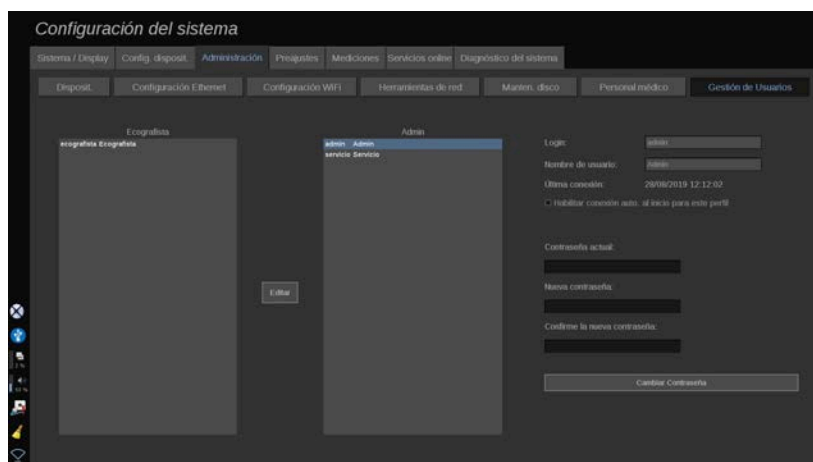 Configuración del sistema
Sistema / Display Config. disposit. Administración Preajustes Mediciones Servicios online Diagnóstico del sistema
Disposit. Configuración Ethernet Configuración WiFi Herramientas de red Manten. disco Personal médico Gestión de Usuarios
Ecografista Admin
ecografista Ecografista
admin Admin
servicio Servicio
Login: admin
Nombre de usuario: Admin
Última conexión: 28/08/2019 12:12:02
Habilitar conexión auto. al inicio para este perfil
Contraseña actual:
Editar
Nueva contraseña:
Confirme la nueva contraseña:
Cambiar Contraseña